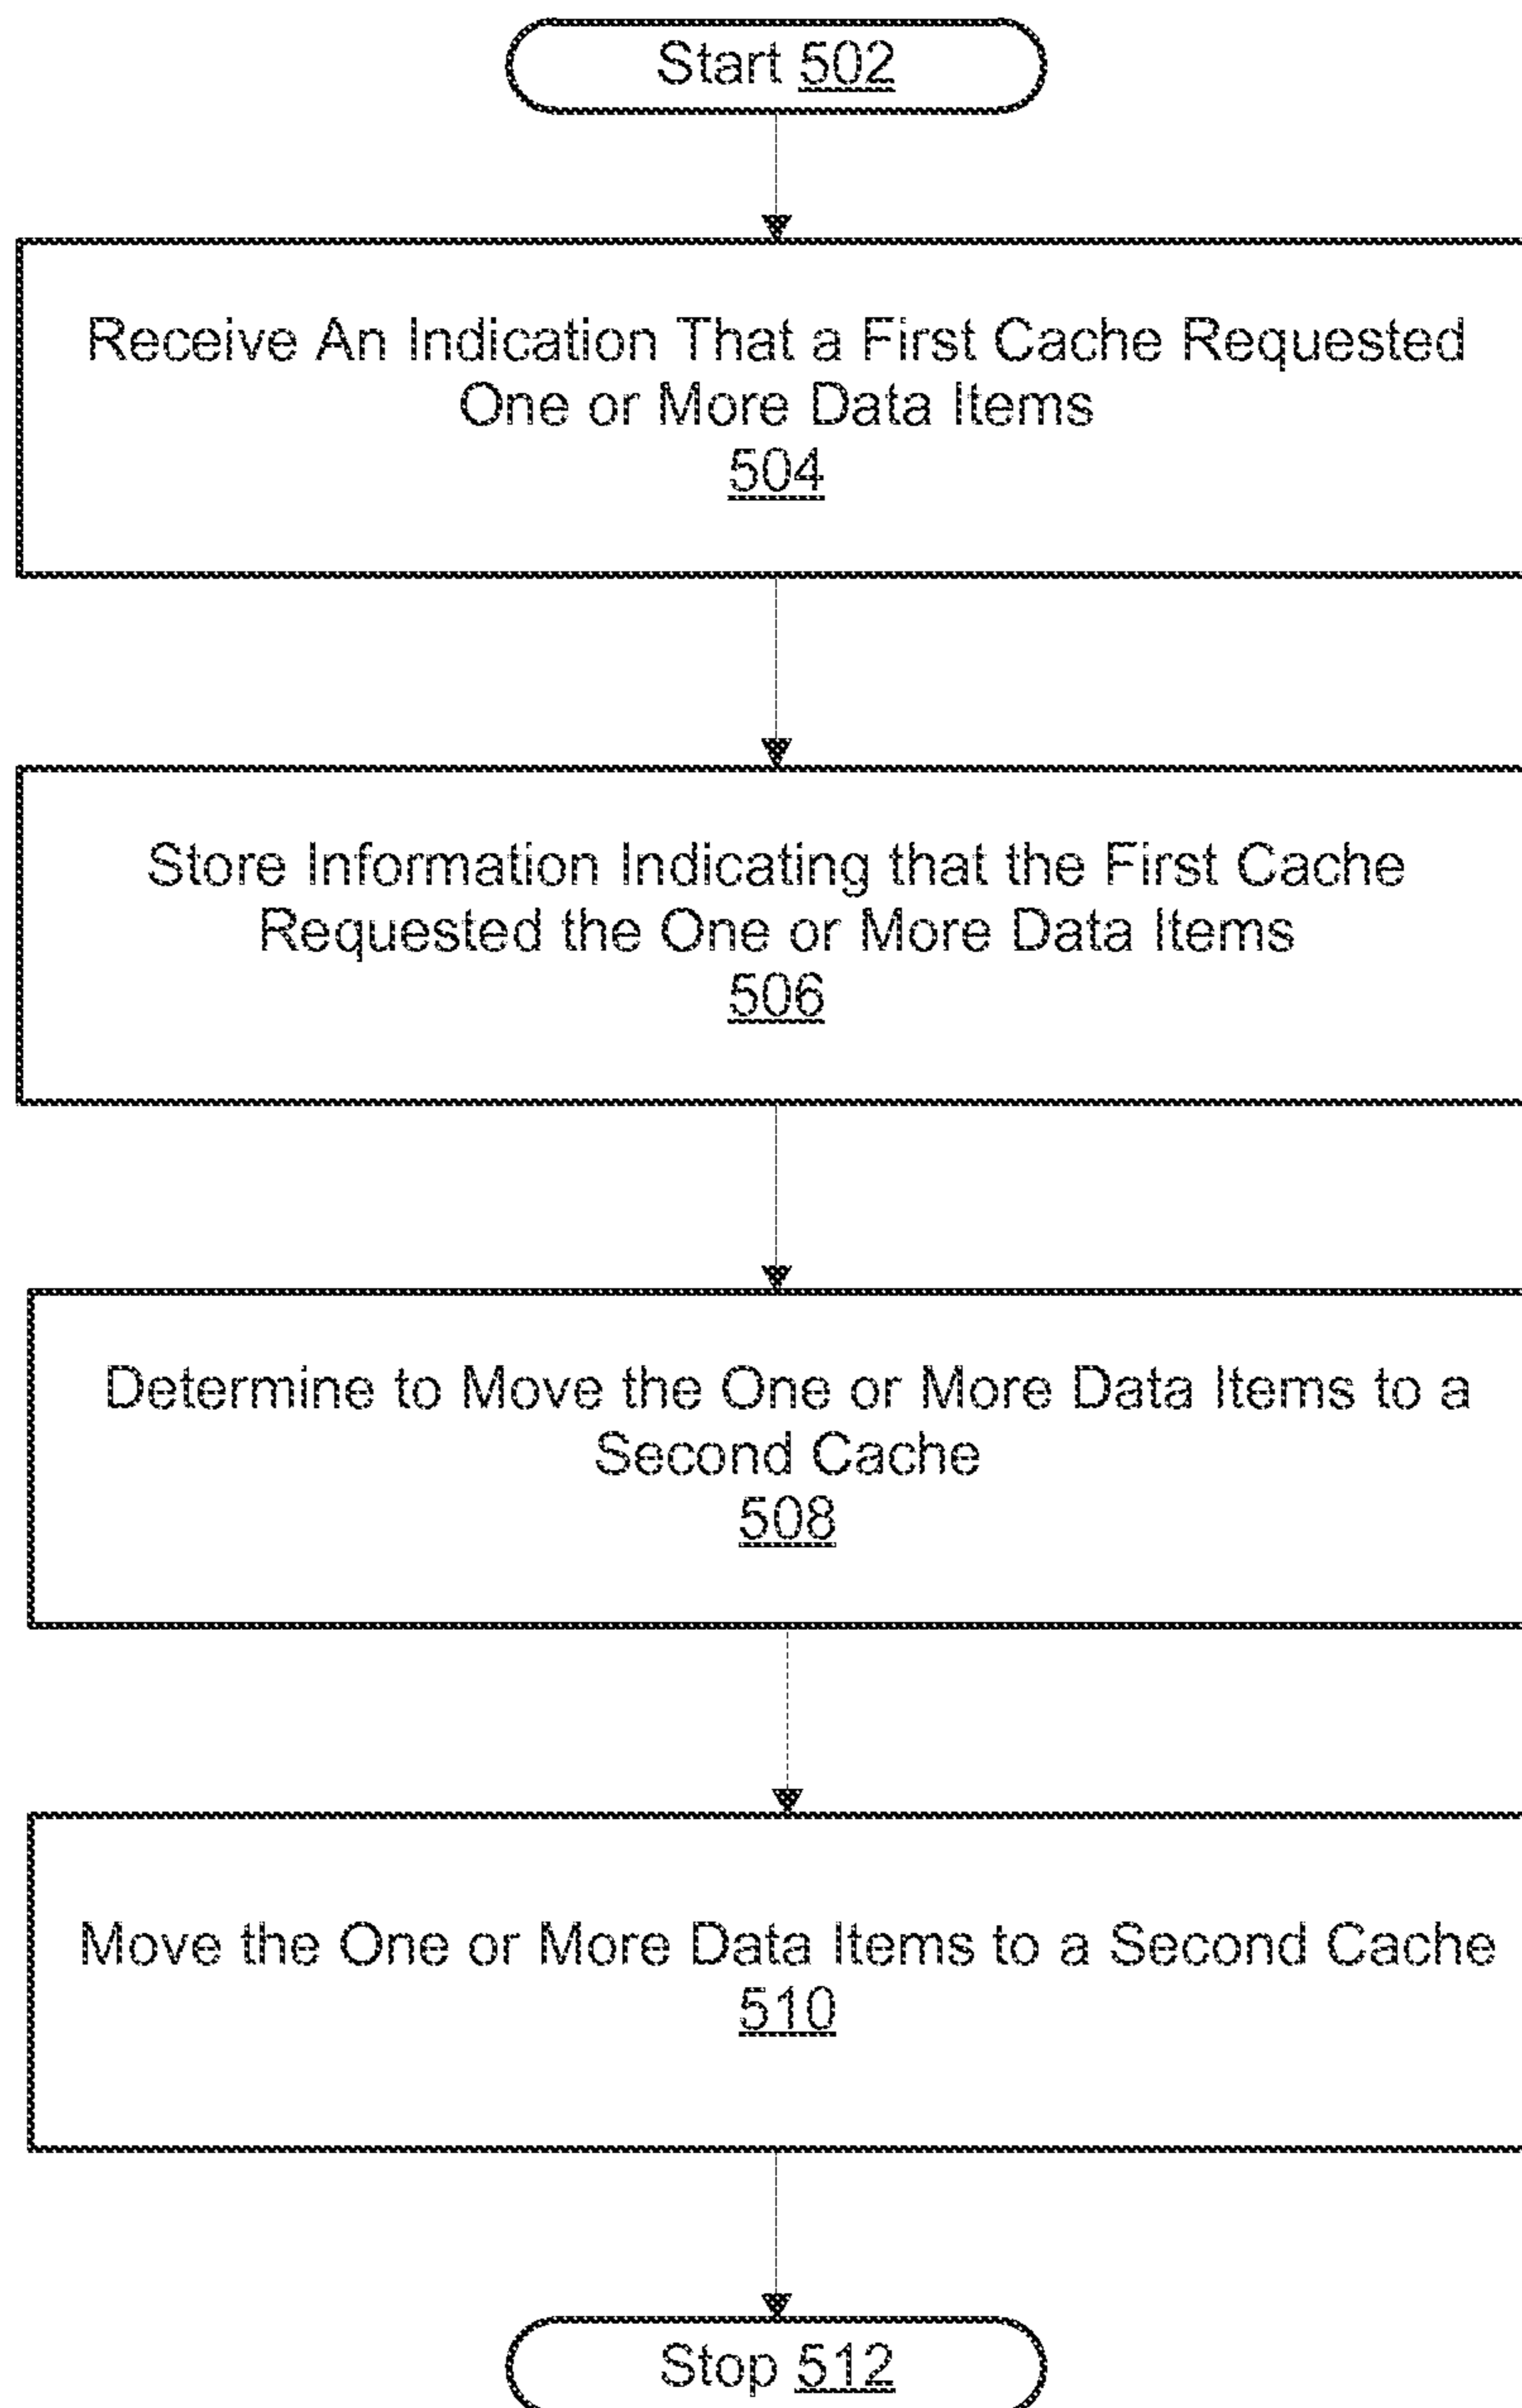 Start 502
Receive An Indication That a First Cache Requested
One or More Data Items
504
Store Information Indicating that the First Cache
Requested the One or More Data Items
506
Determine to Move the One or More Data Items to a
Second Cache
508
Move the One or More Data Items to a Second Cache
510
Stop 512